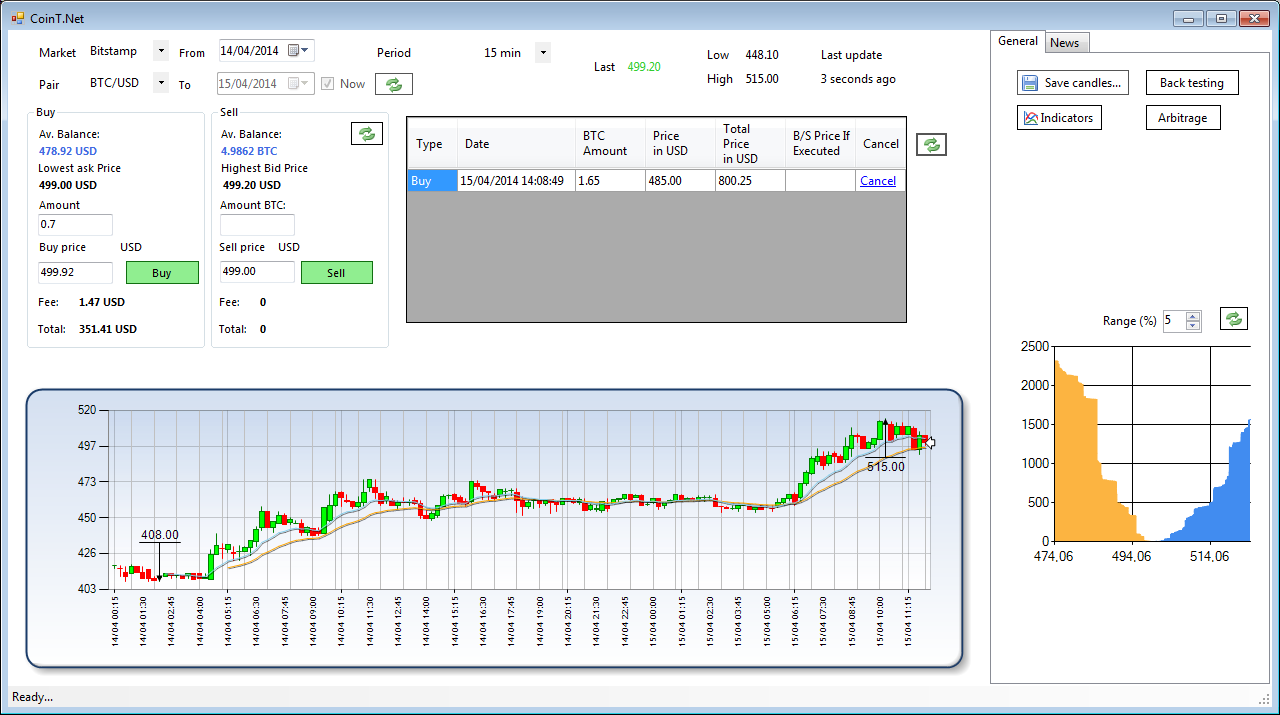 CoinT.Net
Market Bitstamp From 14/04/2014 Period 15 min
Pair BTC/USD To 15/04/2014 Now
Last 499.20
Low 448.10 Last update
High 515.00 3 seconds ago
General News
Save candles... Back testing
Indicators Arbitrage
Buy
Av. Balance:
478.92 USD
Lowest ask Price
499.00 USD
Amount
0.7
Buy price USD
499.92 Buy
Fee: 1.47 USD
Total: 351.41 USD
Sell
Av. Balance:
4.9862 BTC
Highest Bid Price
499.20 USD
Amount BTC:
Sell price USD
499.00 Sell
Fee: 0
Total: 0
Type Date BTC Amount Price in USD Total Price in USD B/S Price If Executed Cancel
Buy 15/04/2014 14:08:49 1.65 485.00 800.25 Cancel
Range (%) 5
2500
2000
1500
1000
500
0
474,06 494,06 514,06
520
497
473
450
426
403
408.00
515.00
14/04 00:15 14/04 01:30 14/04 02:45 14/04 04:00 14/04 05:15 14/04 06:30 14/04 07:45 14/04 09:00 14/04 10:15 14/04 11:30 14/04 12:45 14/04 14:00 14/04 15:15 14/04 16:30 14/04 17:45 14/04 19:00 14/04 20:15 14/04 21:30 14/04 22:45 15/04 00:00 15/04 01:15 15/04 02:30 15/04 03:45 15/04 05:00 15/04 06:15 15/04 07:30 15/04 08:45 15/04 10:00 15/04 11:15
Ready...